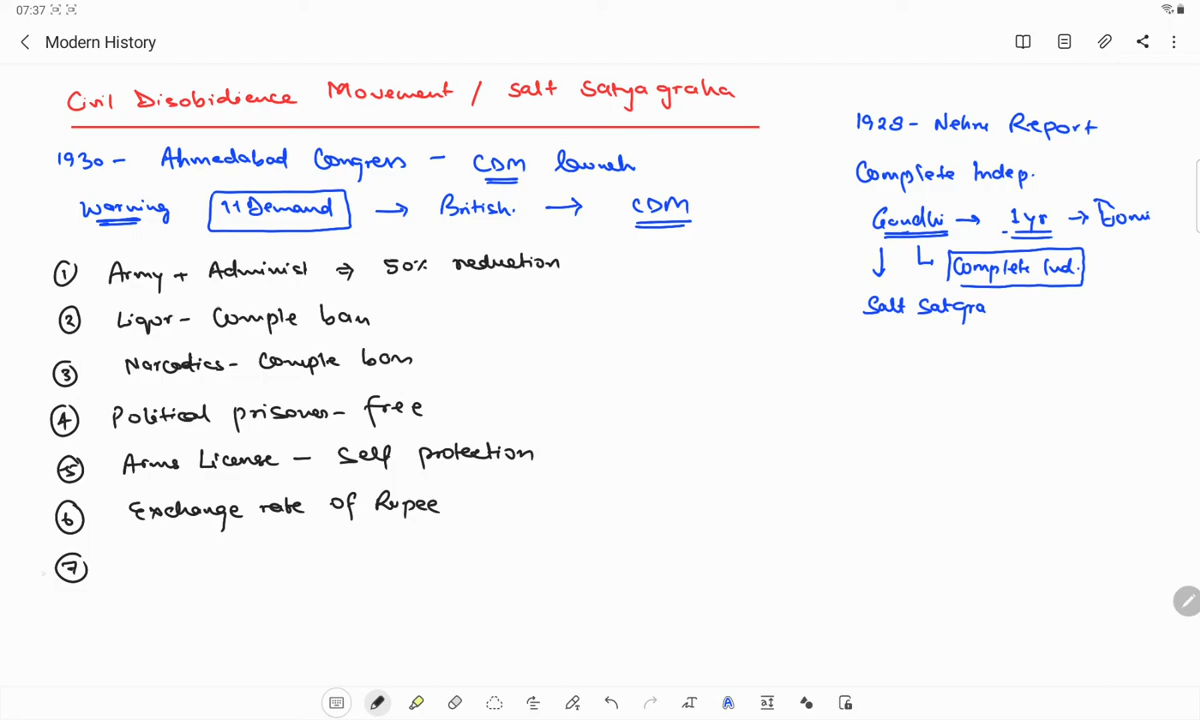 07:37
Modern History
Civil Disobidience Movement / Salt Satyagraha
1930 - Ahmedabad Congress - CDM launch
Warning 11 Demand → British. → CDM
① Army + Administ ⇒ 50% reduction
② Liqor - Comple ban
③ Narcodics - Comple ban
④ Political prisoner - free
⑤ Arms License - Self protection
⑥ Exchange rate of Rupee
⑦
1928 - Nehru Report
Complete Indep.
Gandhi → 1yr → Domi
↓ ↳ Complete Ind.
Salt Satgra